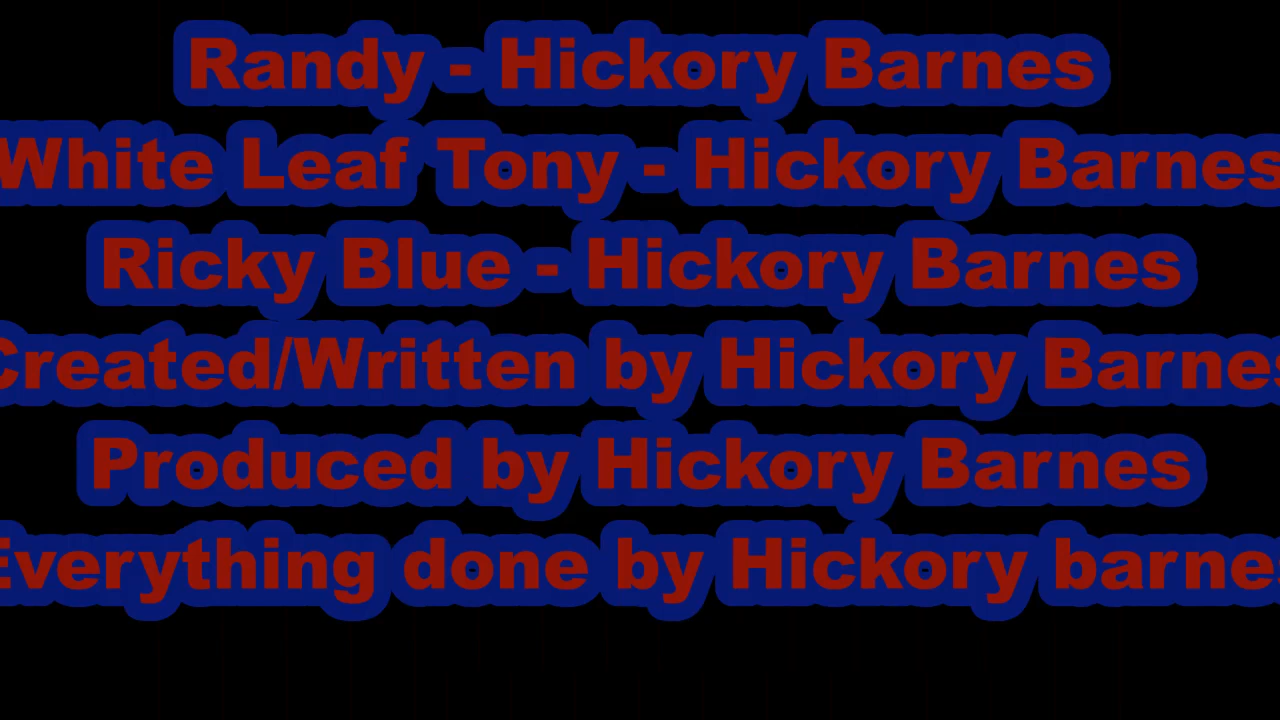 Randy - Hickory Barnes
White Leaf Tony - Hickory Barnes
Ricky Blue - Hickory Barnes
Created/Written by Hickory Barnes
Produced by Hickory Barnes
Everything done by Hickory barnes